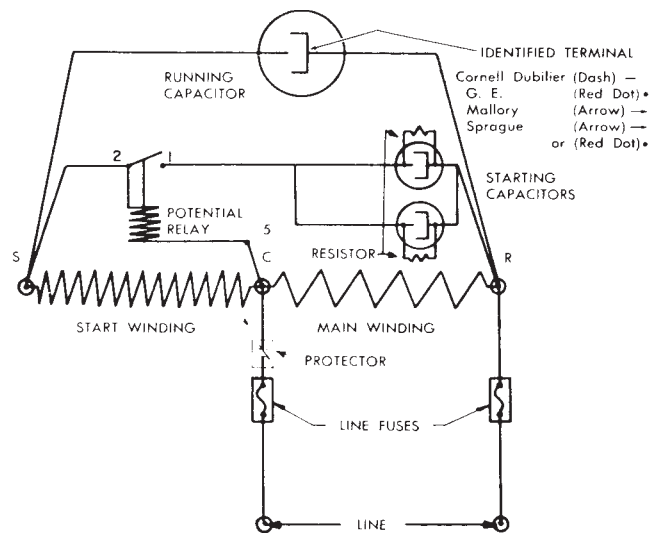 IDENTIFIED TERMINAL
RUNNING
CAPACITOR
Cornell Dubilier (Dash) —
G. E. (Red Dot) •
Mallory (Arrow) →
Sprague (Arrow) →
or (Red Dot) •
2 1
STARTING
CAPACITORS
POTENTIAL
RELAY
5
RESISTOR
S C R
START WINDING MAIN WINDING
PROTECTOR
LINE FUSES
LINE